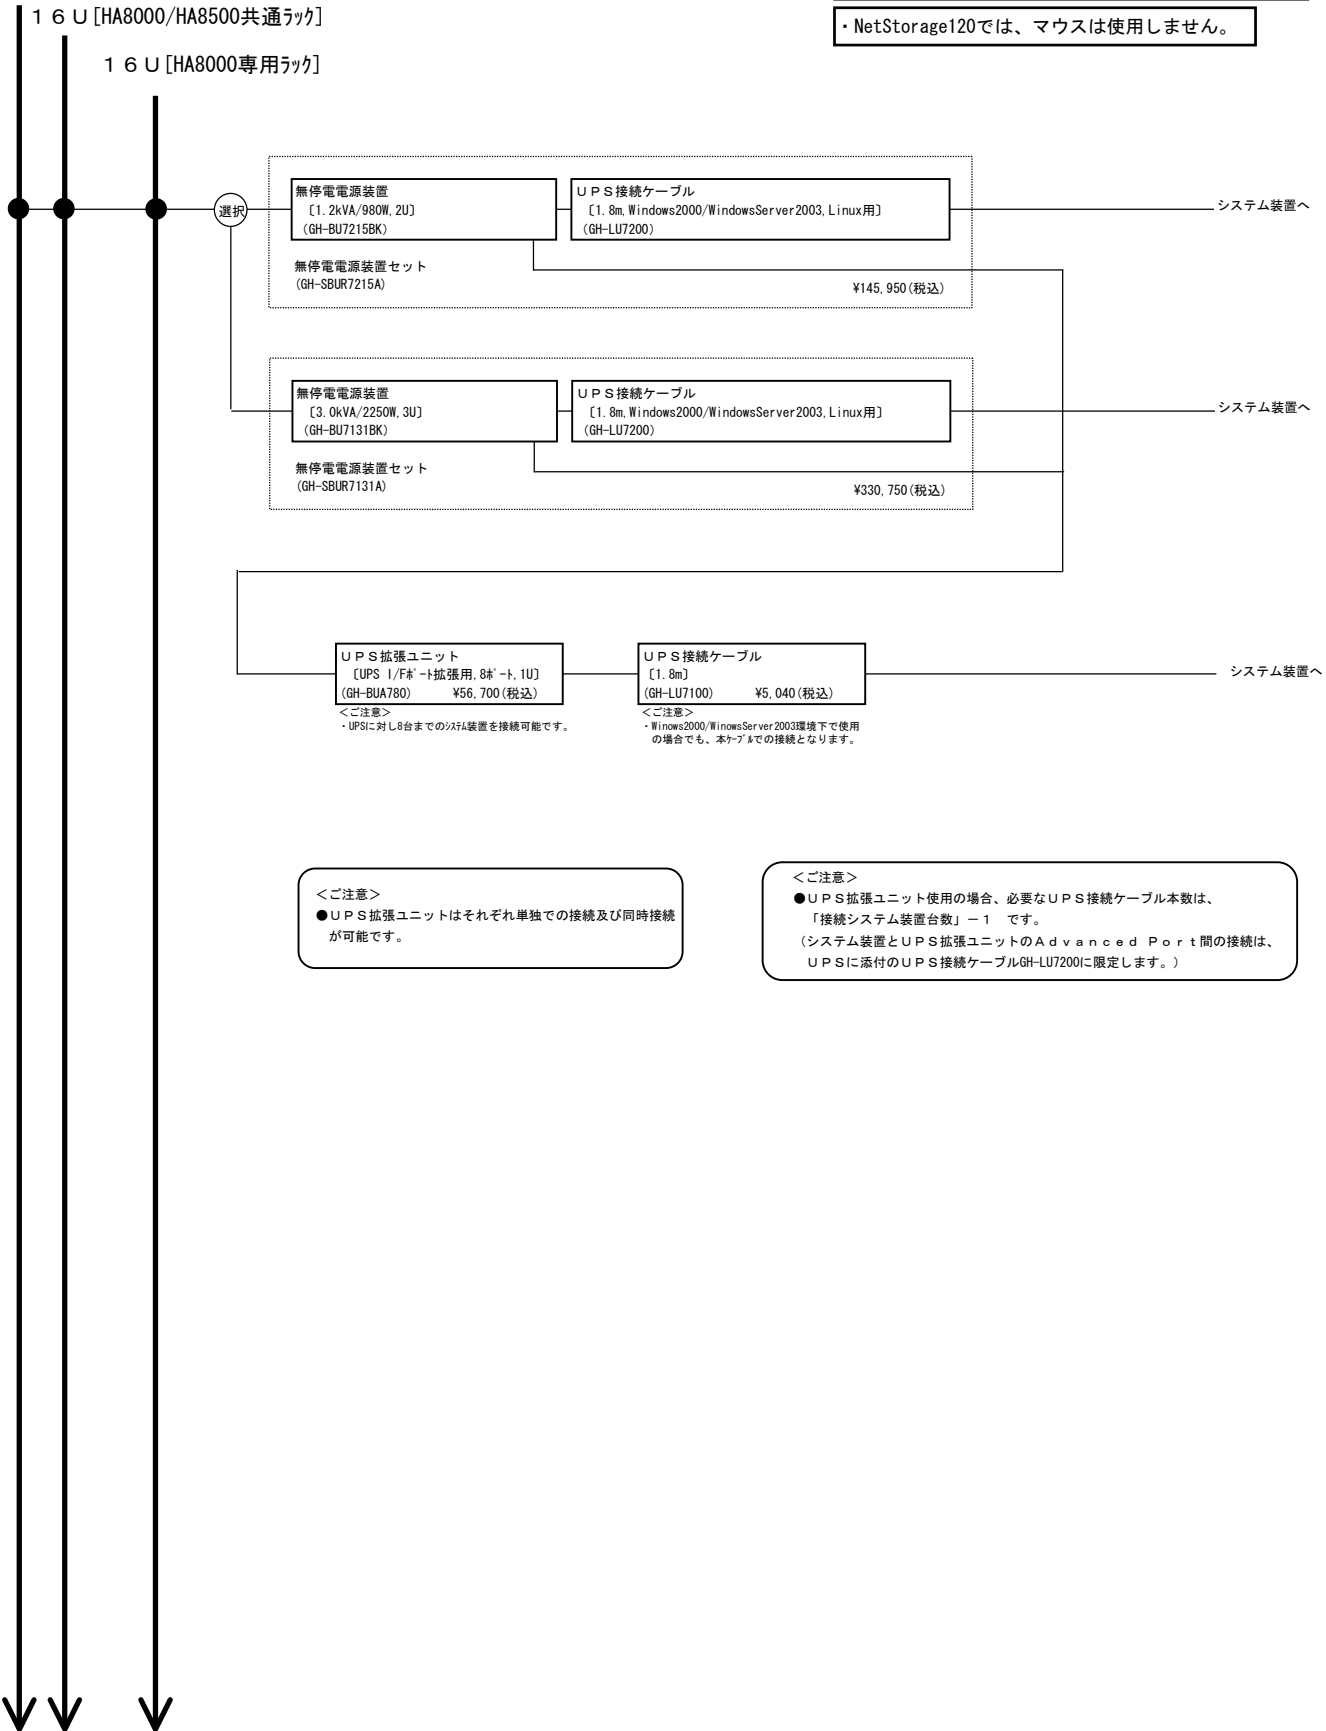 １６Ｕ[HA8000/HA8500共通ﾗｯｸ]
・NetStorage120では、マウスは使用しません。
１６Ｕ[HA8000専用ﾗｯｸ]
選択
無停電電源装置
〔1.2kVA/980W,2U〕
(GH-BU7215BK)
ＵＰＳ接続ケーブル
〔1.8m,Windows2000/WindowsServer2003,Linux用〕
(GH-LU7200)
システム装置へ
無停電電源装置セット
(GH-SBUR7215A)
¥145,950(税込)
無停電電源装置
〔3.0kVA/2250W,3U〕
(GH-BU7131BK)
ＵＰＳ接続ケーブル
〔1.8m,Windows2000/WindowsServer2003,Linux用〕
(GH-LU7200)
システム装置へ
無停電電源装置セット
(GH-SBUR7131A)
¥330,750(税込)
ＵＰＳ拡張ユニット
〔UPS I/Fﾎﾟｰﾄ拡張用,8ﾎﾟｰﾄ,1U〕
(GH-BUA780) ¥56,700(税込)
＜ご注意＞
・UPSに対し8台までのｼｽﾃﾑ装置を接続可能です。
ＵＰＳ接続ケーブル
〔1.8m〕
(GH-LU7100) ¥5,040(税込)
＜ご注意＞
・Winows2000/WinowsServer2003環境下で使用
の場合でも、本ｹｰﾌﾞﾙでの接続となります。
システム装置へ
＜ご注意＞
●ＵＰＳ拡張ユニットはそれぞれ単独での接続及び同時接続
が可能です。
＜ご注意＞
●ＵＰＳ拡張ユニット使用の場合、必要なＵＰＳ接続ケーブル本数は、
「接続システム装置台数」－１ です。
（システム装置とＵＰＳ拡張ユニットのＡｄｖａｎｃｅｄ Ｐｏｒｔ間の接続は、
ＵＰＳに添付のＵＰＳ接続ケーブルGH-LU7200に限定します。）